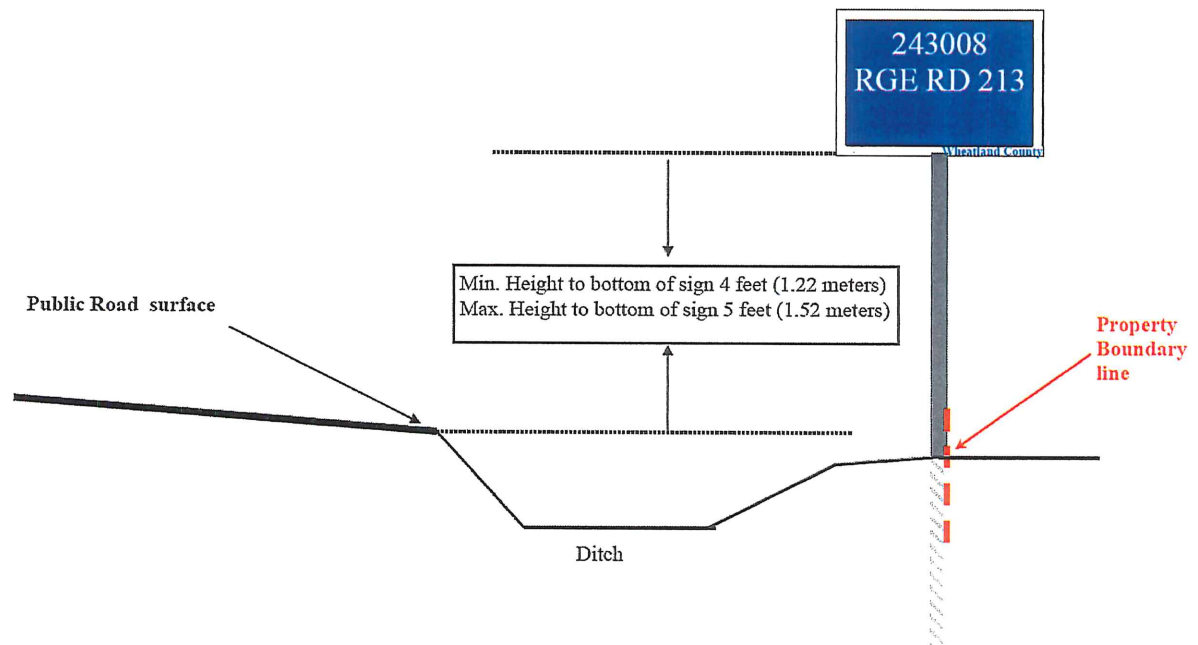 243008
RGE RD 213
Wheatland County
Min. Height to bottom of sign 4 feet (1.22 meters)
Max. Height to bottom of sign 5 feet (1.52 meters)
Public Road surface
Property
Boundary
line
Ditch